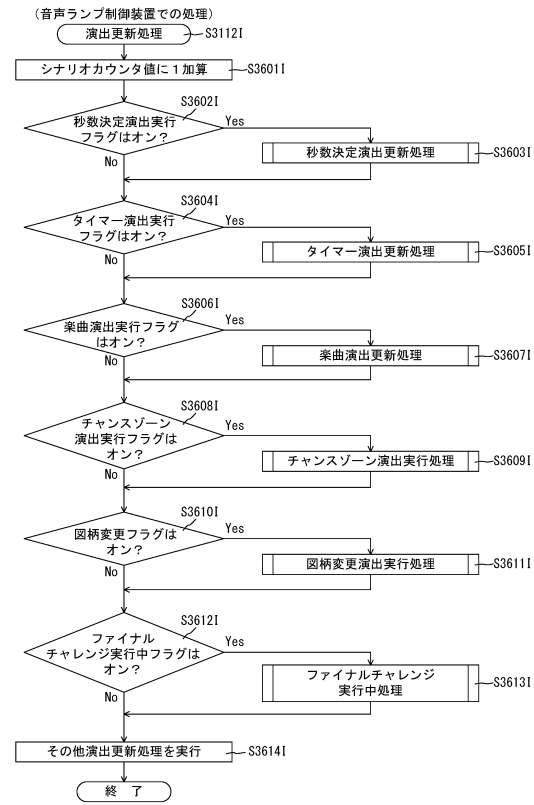 (音声ランプ制御装置での処理)
演出更新処理
S3112I
シナリオカウンタ値に1加算
S3601I
S3602I
秒数決定演出実行
フラグはオン?
Yes
No
秒数決定演出更新処理
S3603I
S3604I
タイマー演出実行
フラグはオン?
Yes
No
タイマー演出更新処理
S3605I
S3606I
楽曲演出実行フラグ
はオン?
Yes
No
楽曲演出更新処理
S3607I
S3608I
チャンスゾーン
演出実行フラグは
オン?
Yes
No
チャンスゾーン演出実行処理
S3609I
S3610I
図柄変更フラグは
オン?
Yes
No
図柄変更演出実行処理
S3611I
S3612I
ファイナル
チャレンジ実行中フラグは
オン?
Yes
No
ファイナルチャレンジ
実行中処理
S3613I
その他演出更新処理を実行
S3614I
終 了